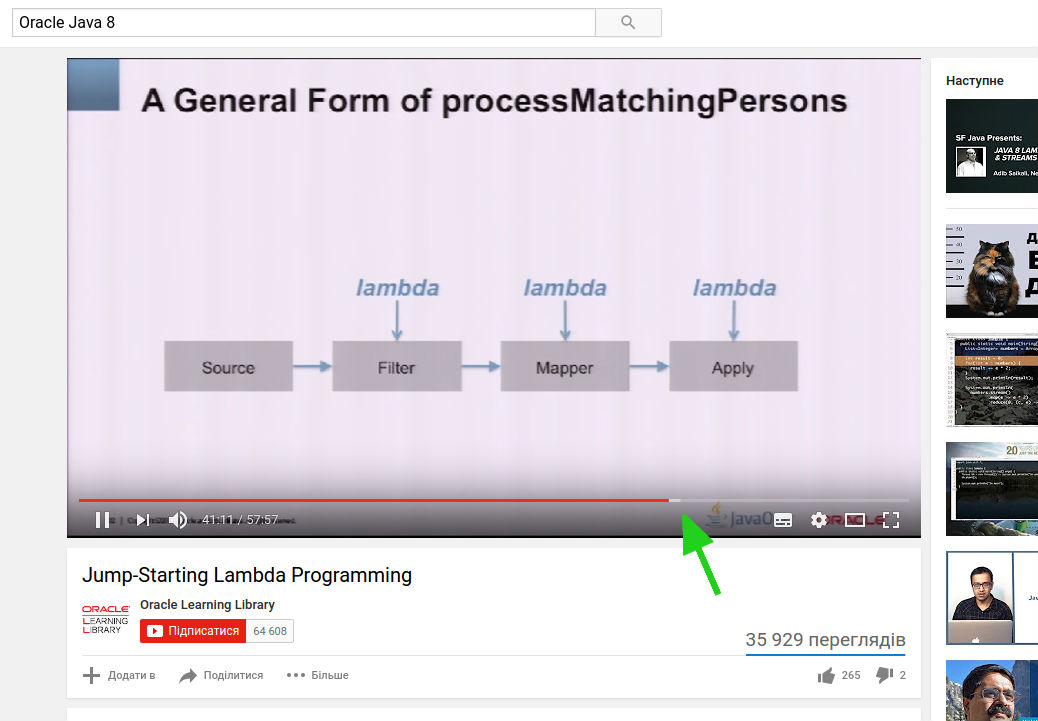 Oracle Java 8
A General Form of processMatchingPersons
lambda lambda lambda
Source Filter Mapper Apply
41:11 / 57:57
ORACLE
Jump-Starting Lambda Programming
ORACLE
LEARNING
LIBRARY
Oracle Learning Library
Підписатися 64 608
35 929 переглядів
Додати в Поділитися Більше
265 2
Наступне
SF Java Presents:
JAVA 8 LAM
& STREAMS
Adib Saikali, Ne